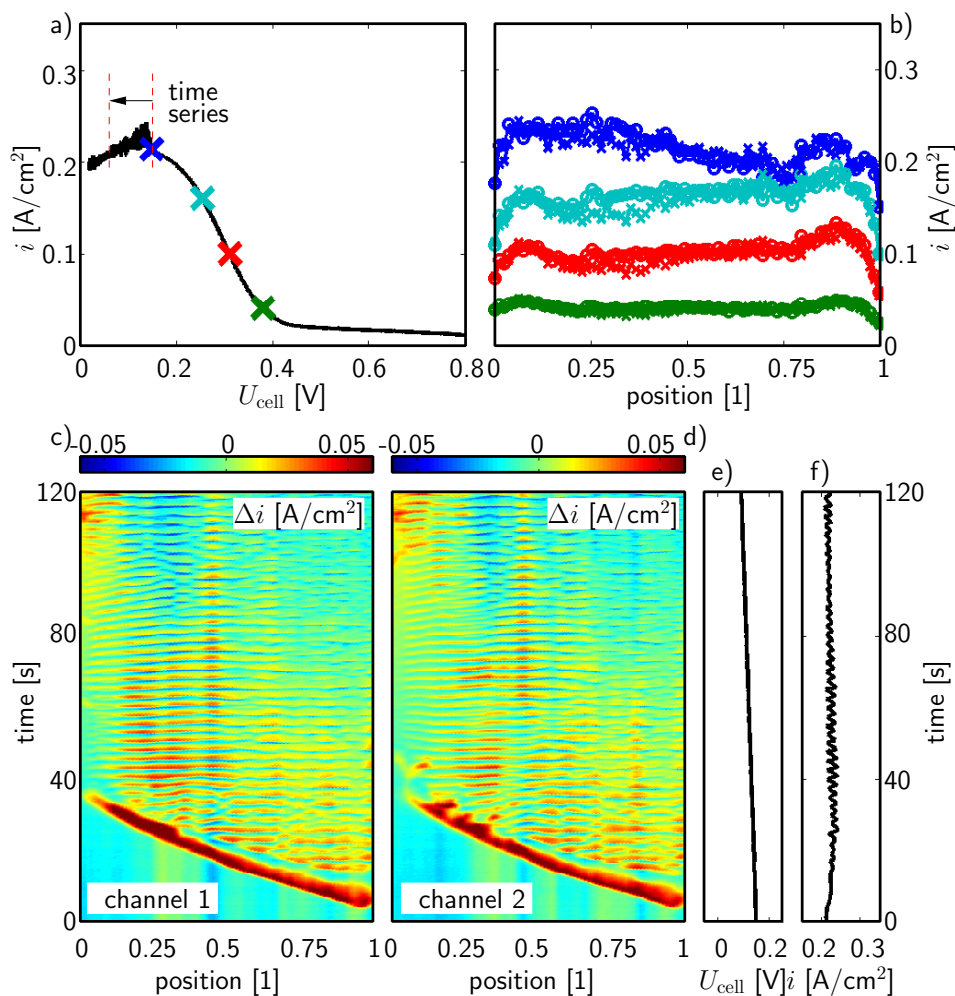 a)
b)
0.3
0.2
0.1
0
i [A/cm²]
time
series
0
0.2
0.4
0.6
0.8
U_cell [V]
0.3
0.2
0.1
0
i [A/cm²]
0
0.25
0.5
0.75
1
position [1]
c)
-0.05
0
0.05
-0.05
0
0.05
d)
e)
f)
120
80
40
0
time [s]
Δi [A/cm²]
channel 1
0
0.25
0.5
0.75
1
position [1]
Δi [A/cm²]
channel 2
0
0.25
0.5
0.75
1
position [1]
0
0.2
U_cell [V]
0.2
0.3
i [A/cm²]
120
80
40
0
time [s]